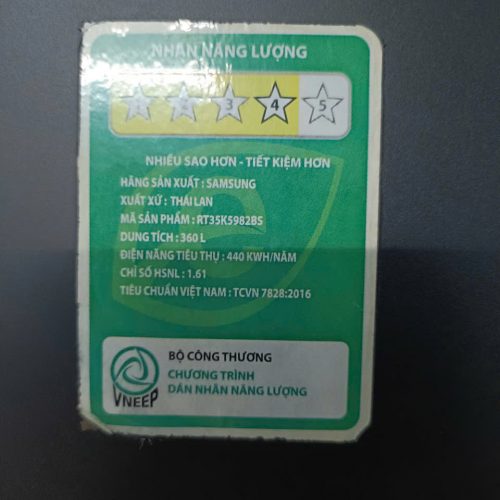 NHÃN NĂNG LƯỢNG
1 2 3 4 5
NHIỀU SAO HƠN - TIẾT KIỆM HƠN
HÃNG SẢN XUẤT : SAMSUNG
XUẤT XỨ : THÁI LAN
MÃ SẢN PHẨM : RT35K5982BS
DUNG TÍCH : 360 L
ĐIỆN NĂNG TIÊU THỤ : 440 KWH/NĂM
CHỈ SỐ HSNL : 1.61
TIÊU CHUẨN VIỆT NAM : TCVN 7828:2016
BỘ CÔNG THƯƠNG
CHƯƠNG TRÌNH
DÁN NHÃN NĂNG LƯỢNG
VNEEP